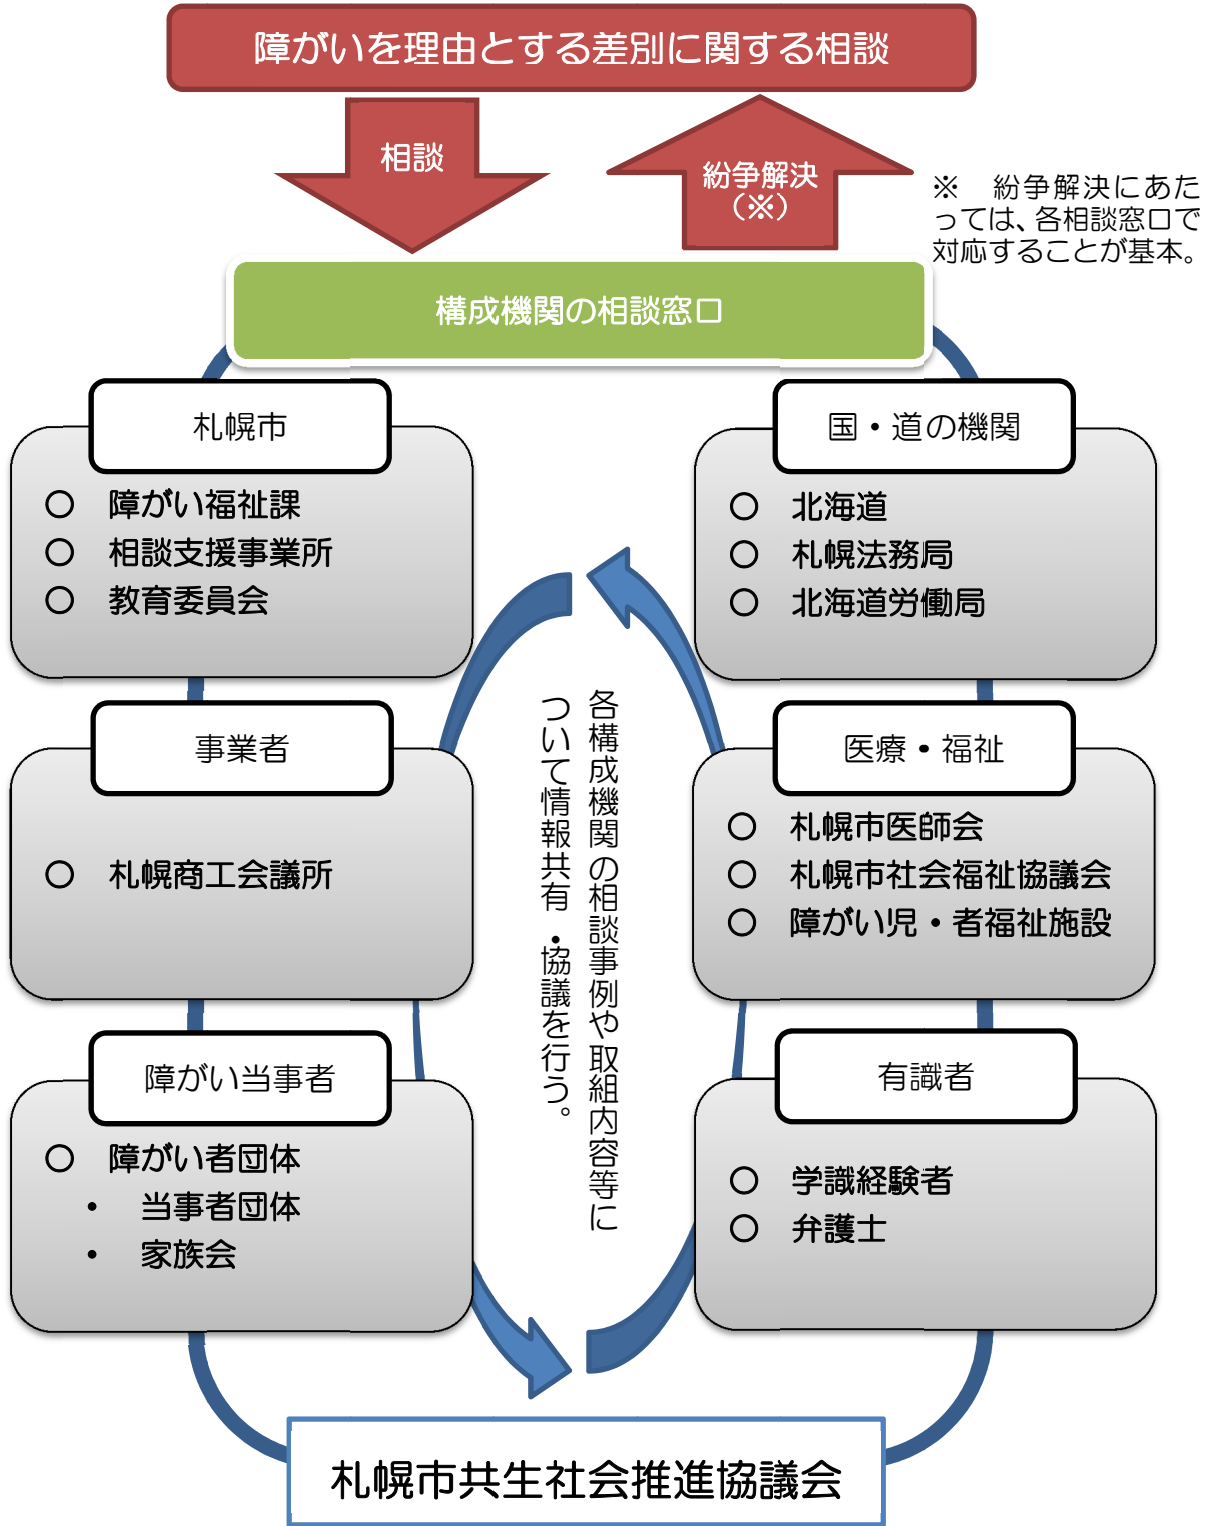 障がいを理由とする差別に関する相談
相談
紛争解決
（※）
※　紛争解決にあた
っては、各相談窓口で
対応することが基本。
構成機関の相談窓口
札幌市
○　障がい福祉課
○　相談支援事業所
○　教育委員会
国・道の機関
○　北海道
○　札幌法務局
○　北海道労働局
事業者
○　札幌商工会議所
医療・福祉
○　札幌市医師会
○　札幌市社会福祉協議会
○　障がい児・者福祉施設
各構成機関の相談事例や取組内容等に
ついて情報共有・協議を行う。
障がい当事者
○　障がい者団体
・　当事者団体
・　家族会
有識者
○　学識経験者
○　弁護士
札幌市共生社会推進協議会